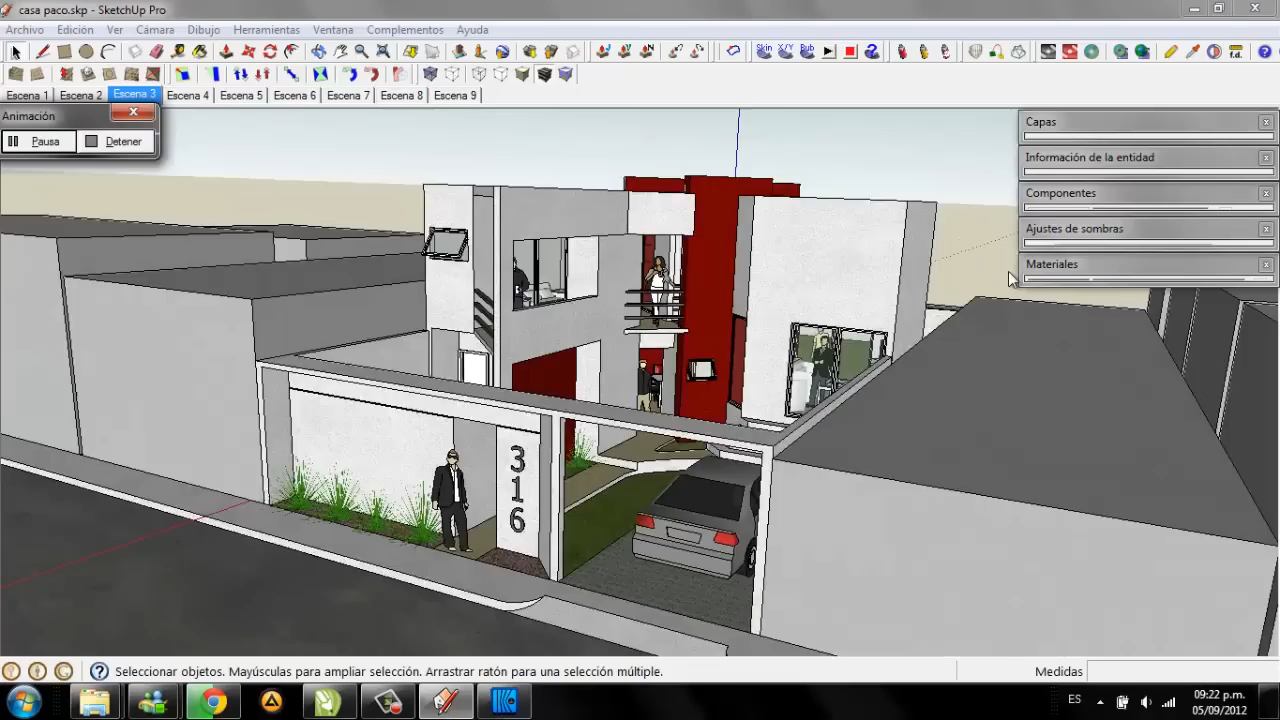 casa paco.skp - SketchUp Pro
Archivo Edición Ver Cámara Dibujo Herramientas Ventana Complementos Ayuda
Skin X/Y Bub
Escena 1 Escena 2 Escena 3 Escena 4 Escena 5 Escena 6 Escena 7 Escena 8 Escena 9
Animación
Pausa Detener
Capas
Información de la entidad
Componentes
Ajustes de sombras
Materiales
3
1
6
Seleccionar objetos. Mayúsculas para ampliar selección. Arrastrar ratón para una selección múltiple.
Medidas
ES
09:22 p.m.
05/09/2012